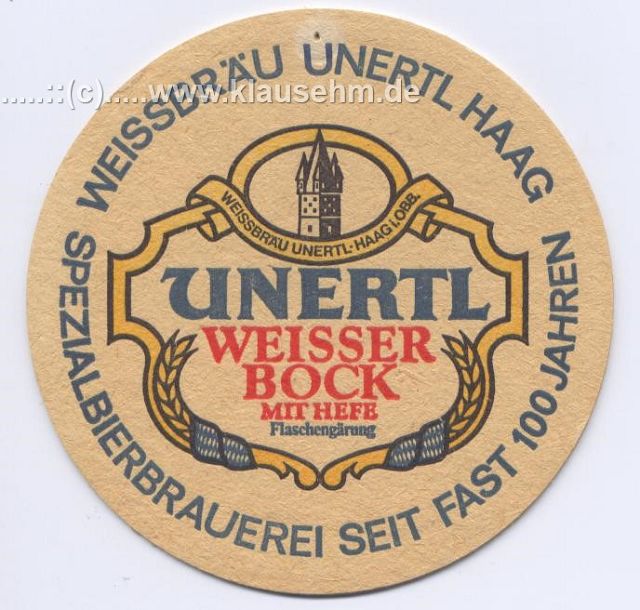 WEISSBRÄU UNERTL HAAG
.....::(c).....www.klausehm.de
WEISSBRÄU UNERTL·HAAG i. OBB.
UNERTL
WEISSER
BOCK
MIT HEFE
Flaschengärung
SPEZIALBIERBRAUEREI SEIT FAST 100 JAHREN